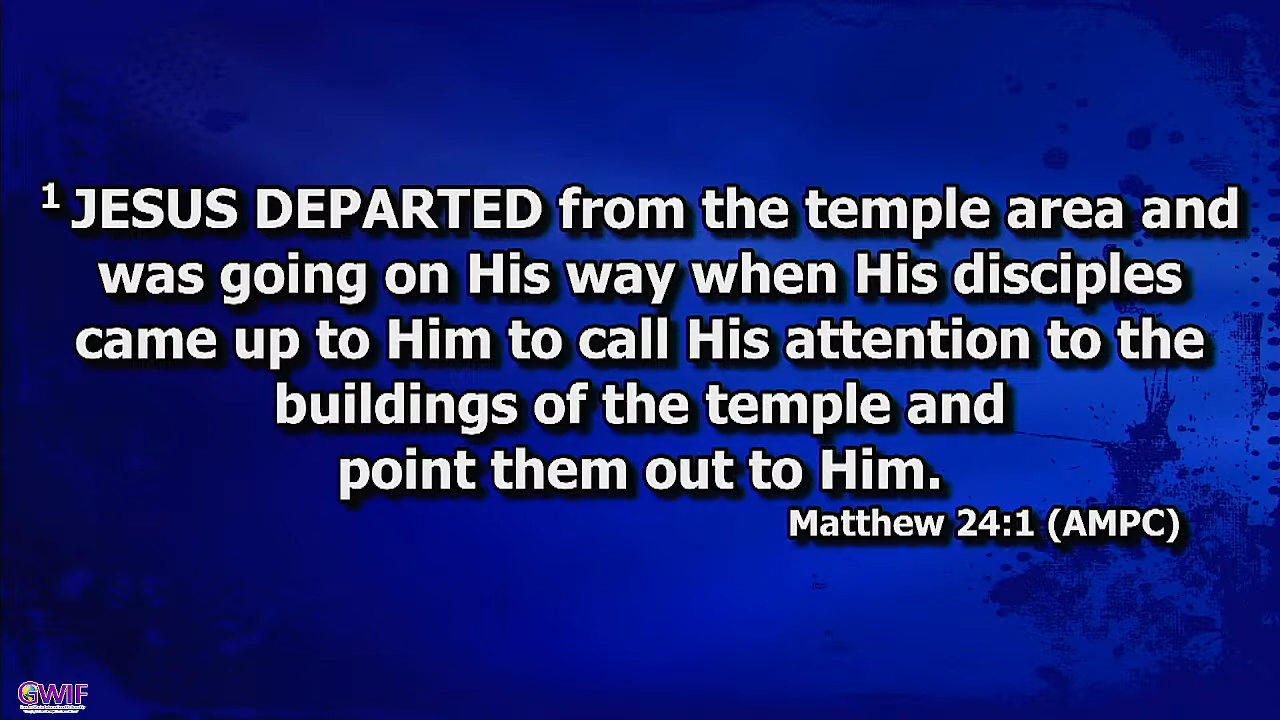 1 JESUS DEPARTED from the temple area and
was going on His way when His disciples
came up to Him to call His attention to the
buildings of the temple and
point them out to Him.
Matthew 24:1 (AMPC)
GWIF